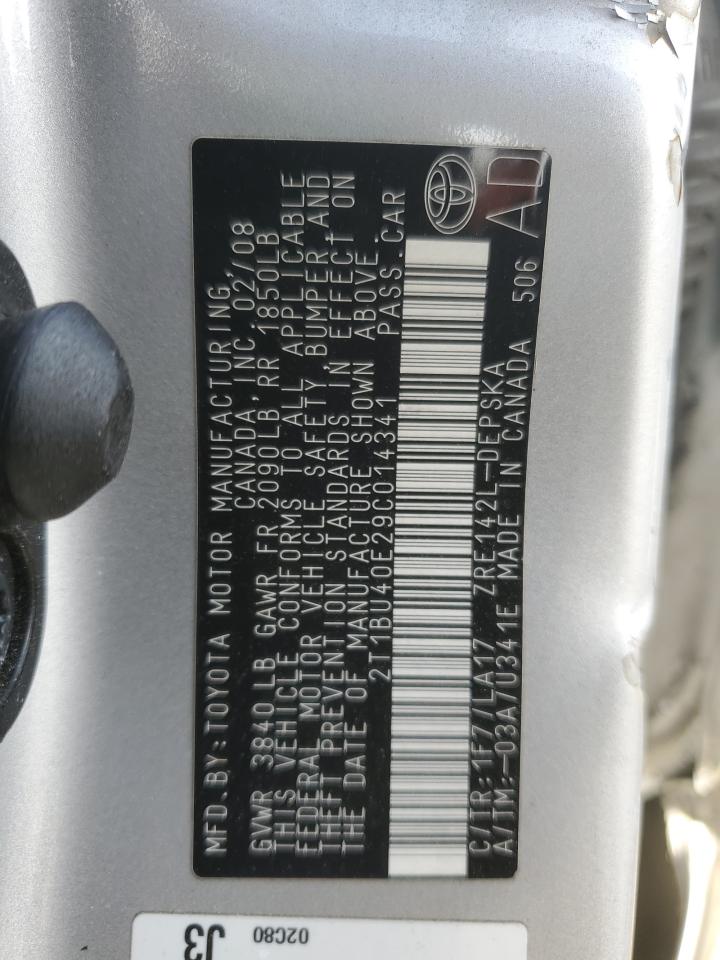 MFD.BY:TOYOTA MOTOR MANUFACTURING,
CANADA, INC. 02/08
GVWR 3840LB GAWR FR 2090LB RR 1850LB
THIS VEHICLE CONFORMS TO ALL APPLICABLE
FEDERAL MOTOR VEHICLE SAFETY, BUMPER, AND
THEFT PREVENTION STANDARDS IN EFFECT ON
THE DATE OF MANUFACTURE SHOWN ABOVE.
2T1BU40E29C014341 PASS.CAR
C/TR:1F7/LA17 ZRE142L-DEPSKA
A/TM:-03A/U341E MADE IN CANADA 506
AD
J3
02C80